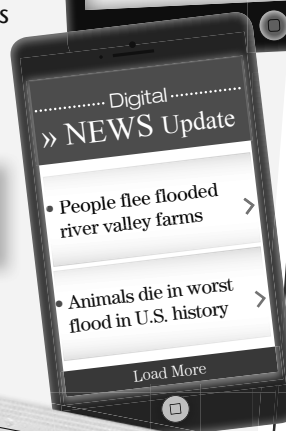 s
Digital
» NEWS Update
• People flee flooded
river valley farms
• Animals die in worst
flood in U.S. history
Load More